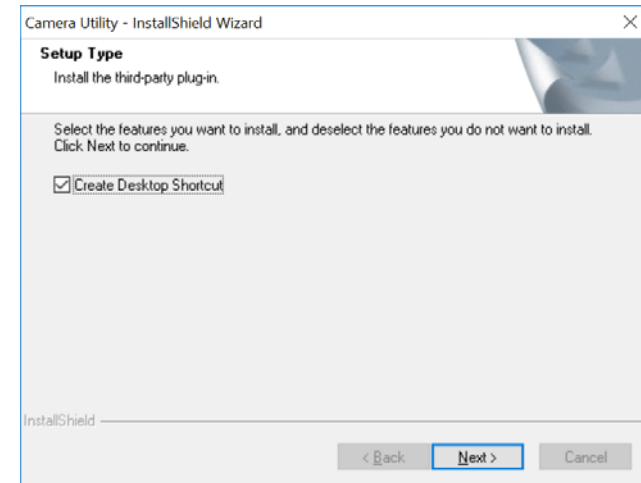 Camera Utility - InstallShield Wizard
Setup Type
Install the third-party plug-in.
Select the features you want to install, and deselect the features you do not want to install.
Click Next to continue.
Create Desktop Shortcut
InstallShield
< Back Next > Cancel